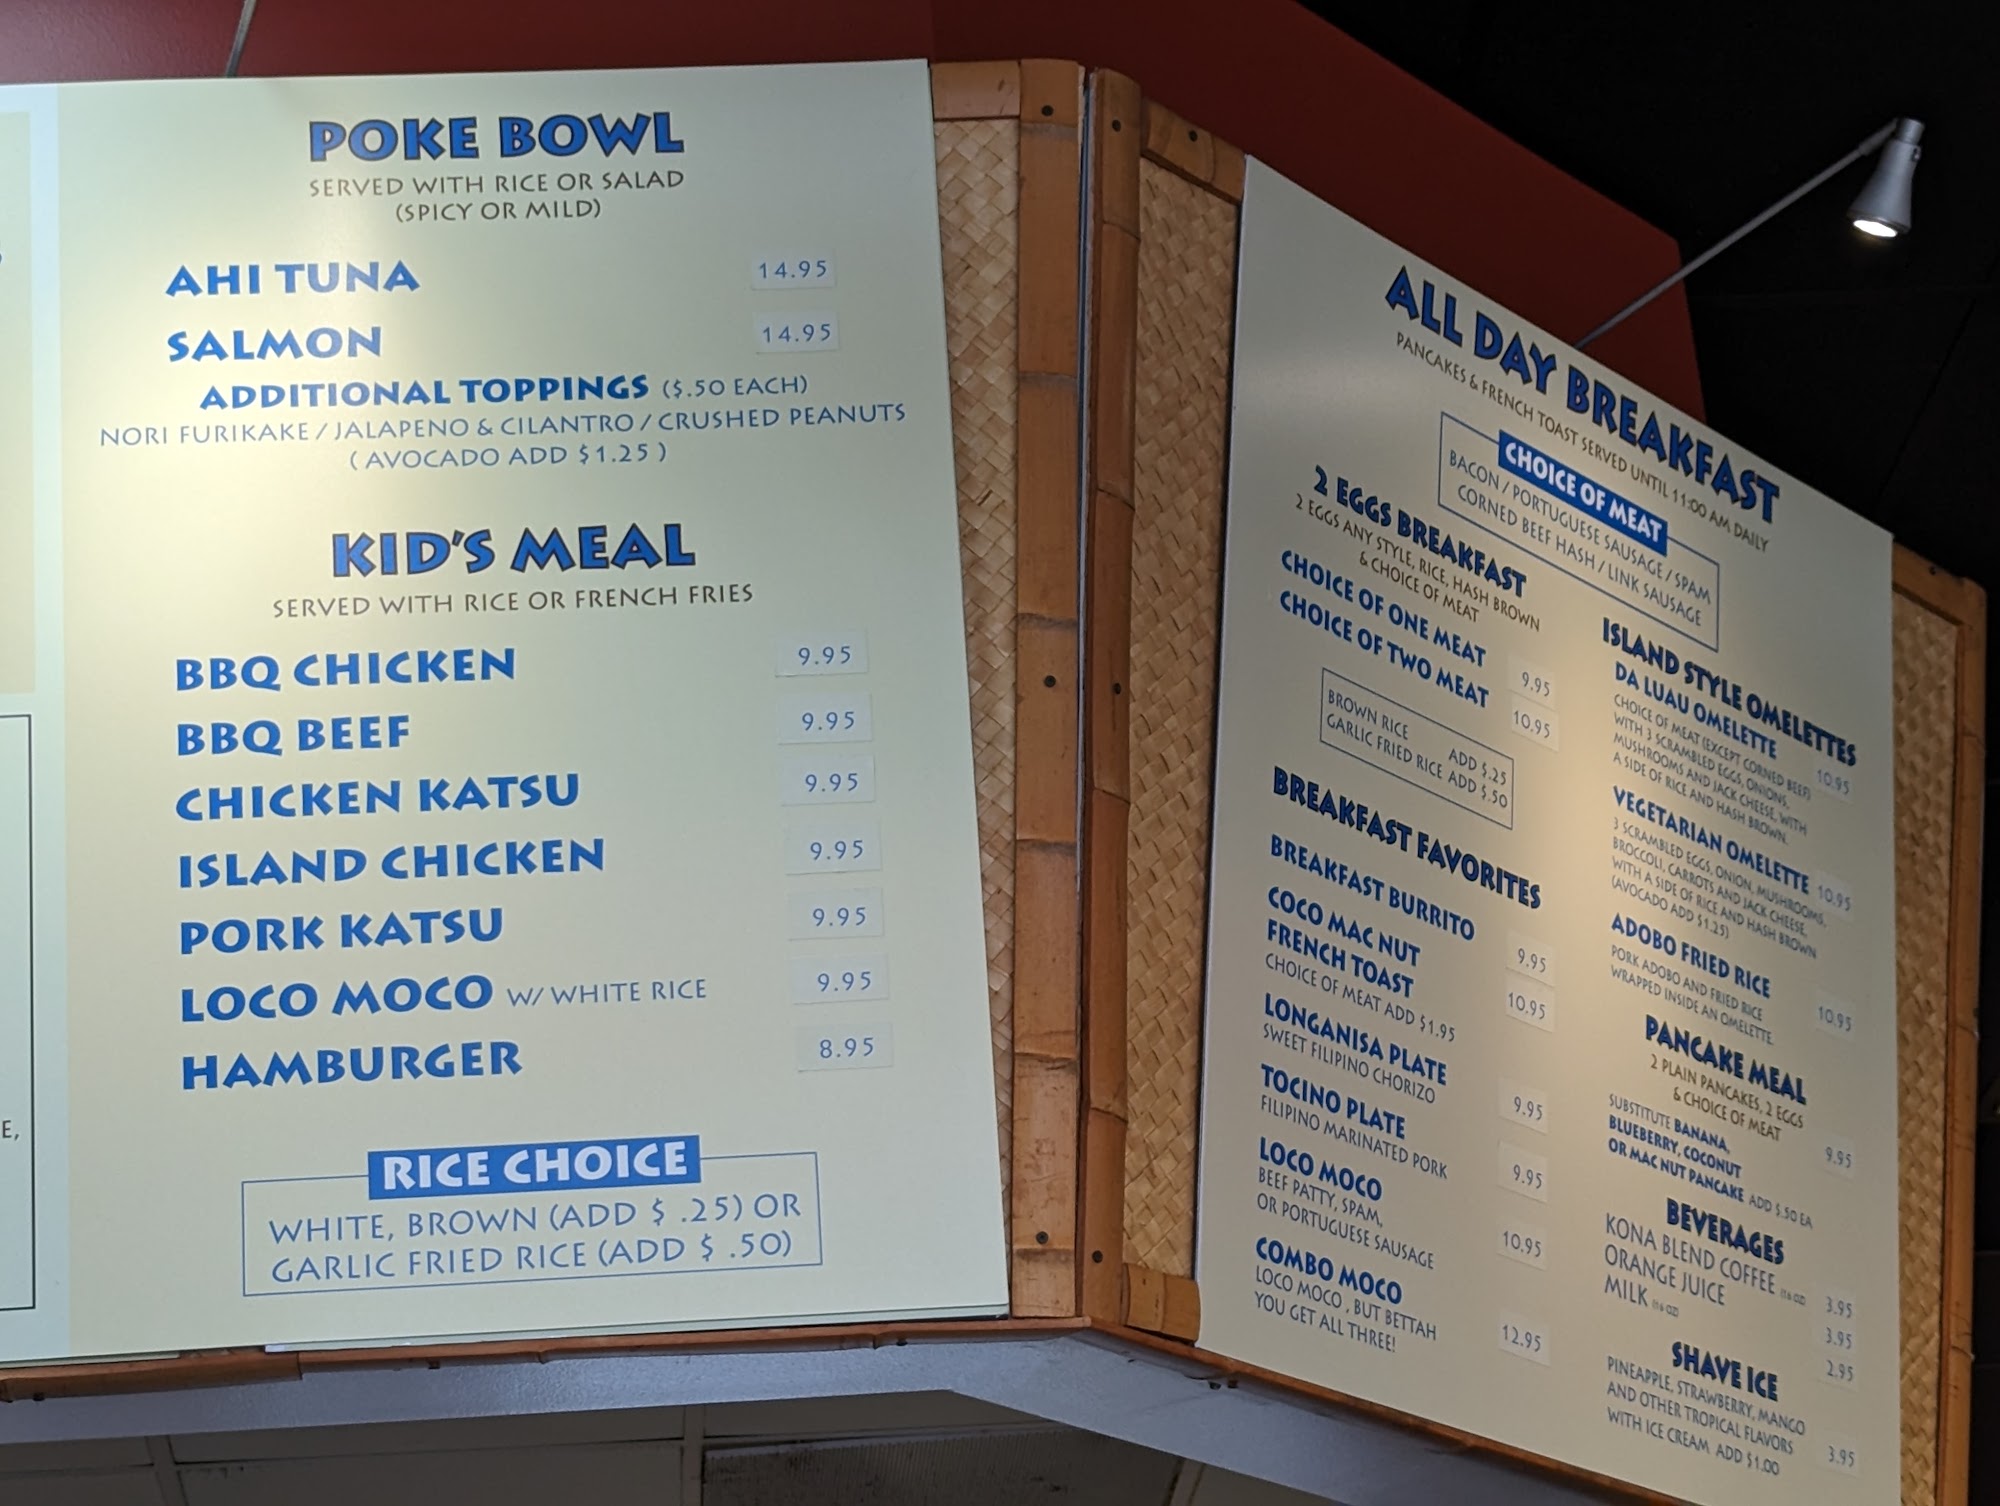 POKE BOWL
SERVED WITH RICE OR SALAD
(SPICY OR MILD)
AHI TUNA 14.95
SALMON 14.95
ADDITIONAL TOPPINGS ($.50 EACH)
NORI FURIKAKE / JALAPENO & CILANTRO / CRUSHED PEANUTS
( AVOCADO ADD $1.25 )
KID'S MEAL
SERVED WITH RICE OR FRENCH FRIES
BBQ CHICKEN 9.95
BBQ BEEF 9.95
CHICKEN KATSU 9.95
ISLAND CHICKEN 9.95
PORK KATSU 9.95
LOCO MOCO W/ WHITE RICE 9.95
HAMBURGER 8.95
RICE CHOICE
WHITE, BROWN (ADD $ .25) OR
GARLIC FRIED RICE (ADD $ .50)
E,
ALL DAY BREAKFAST
PANCAKES & FRENCH TOAST SERVED UNTIL 11:00 AM DAILY
CHOICE OF MEAT
BACON / PORTUGUESE SAUSAGE / SPAM
CORNED BEEF HASH / LINK SAUSAGE
2 EGGS BREAKFAST
2 EGGS ANY STYLE, RICE, HASH BROWN
& CHOICE OF MEAT
CHOICE OF ONE MEAT 9.95
CHOICE OF TWO MEAT 10.95
BROWN RICE ADD $.25
GARLIC FRIED RICE ADD $.50
BREAKFAST FAVORITES
BREAKFAST BURRITO 9.95
COCO MAC NUT
FRENCH TOAST 10.95
CHOICE OF MEAT ADD $1.95
LONGANISA PLATE 9.95
SWEET FILIPINO CHORIZO
TOCINO PLATE 9.95
FILIPINO MARINATED PORK
LOCO MOCO 10.95
BEEF PATTY, SPAM,
OR PORTUGUESE SAUSAGE
COMBO MOCO 12.95
LOCO MOCO , BUT BETTAH
YOU GET ALL THREE!
ISLAND STYLE OMELETTES
DA LUAU OMELETTE 10.95
CHOICE OF MEAT (EXCEPT CORNED BEEF)
WITH 3 SCRAMBLED EGGS, ONIONS,
MUSHROOMS AND JACK CHEESE, WITH
A SIDE OF RICE AND HASH BROWN.
VEGETARIAN OMELETTE 10.95
3 SCRAMBLED EGGS, ONION, MUSHROOMS,
BROCCOLI, CARROTS AND JACK CHEESE,
WITH A SIDE OF RICE AND HASH BROWN
(AVOCADO ADD $1.25)
ADOBO FRIED RICE 10.95
PORK ADOBO AND FRIED RICE
WRAPPED INSIDE AN OMELETTE.
PANCAKE MEAL
2 PLAIN PANCAKES, 2 EGGS
& CHOICE OF MEAT 9.95
SUBSTITUTE BANANA,
BLUEBERRY, COCONUT
OR MAC NUT PANCAKE ADD $.50 EA
BEVERAGES
KONA BLEND COFFEE (16 OZ) 3.95
ORANGE JUICE 3.95
MILK (16 OZ) 2.95
SHAVE ICE
PINEAPPLE, STRAWBERRY, MANGO
AND OTHER TROPICAL FLAVORS 3.95
WITH ICE CREAM ADD $1.00